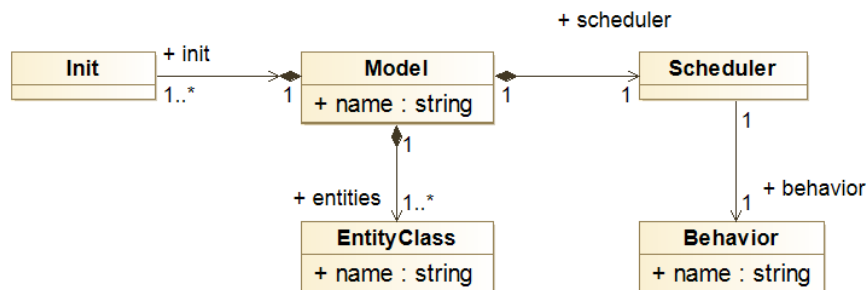 + scheduler
+ init
Init
Model
Scheduler
1..*
1
+ name : string
1
1
1
1
+ entities
1..*
+ behavior
1
EntityClass
Behavior
+ name : string
+ name : string